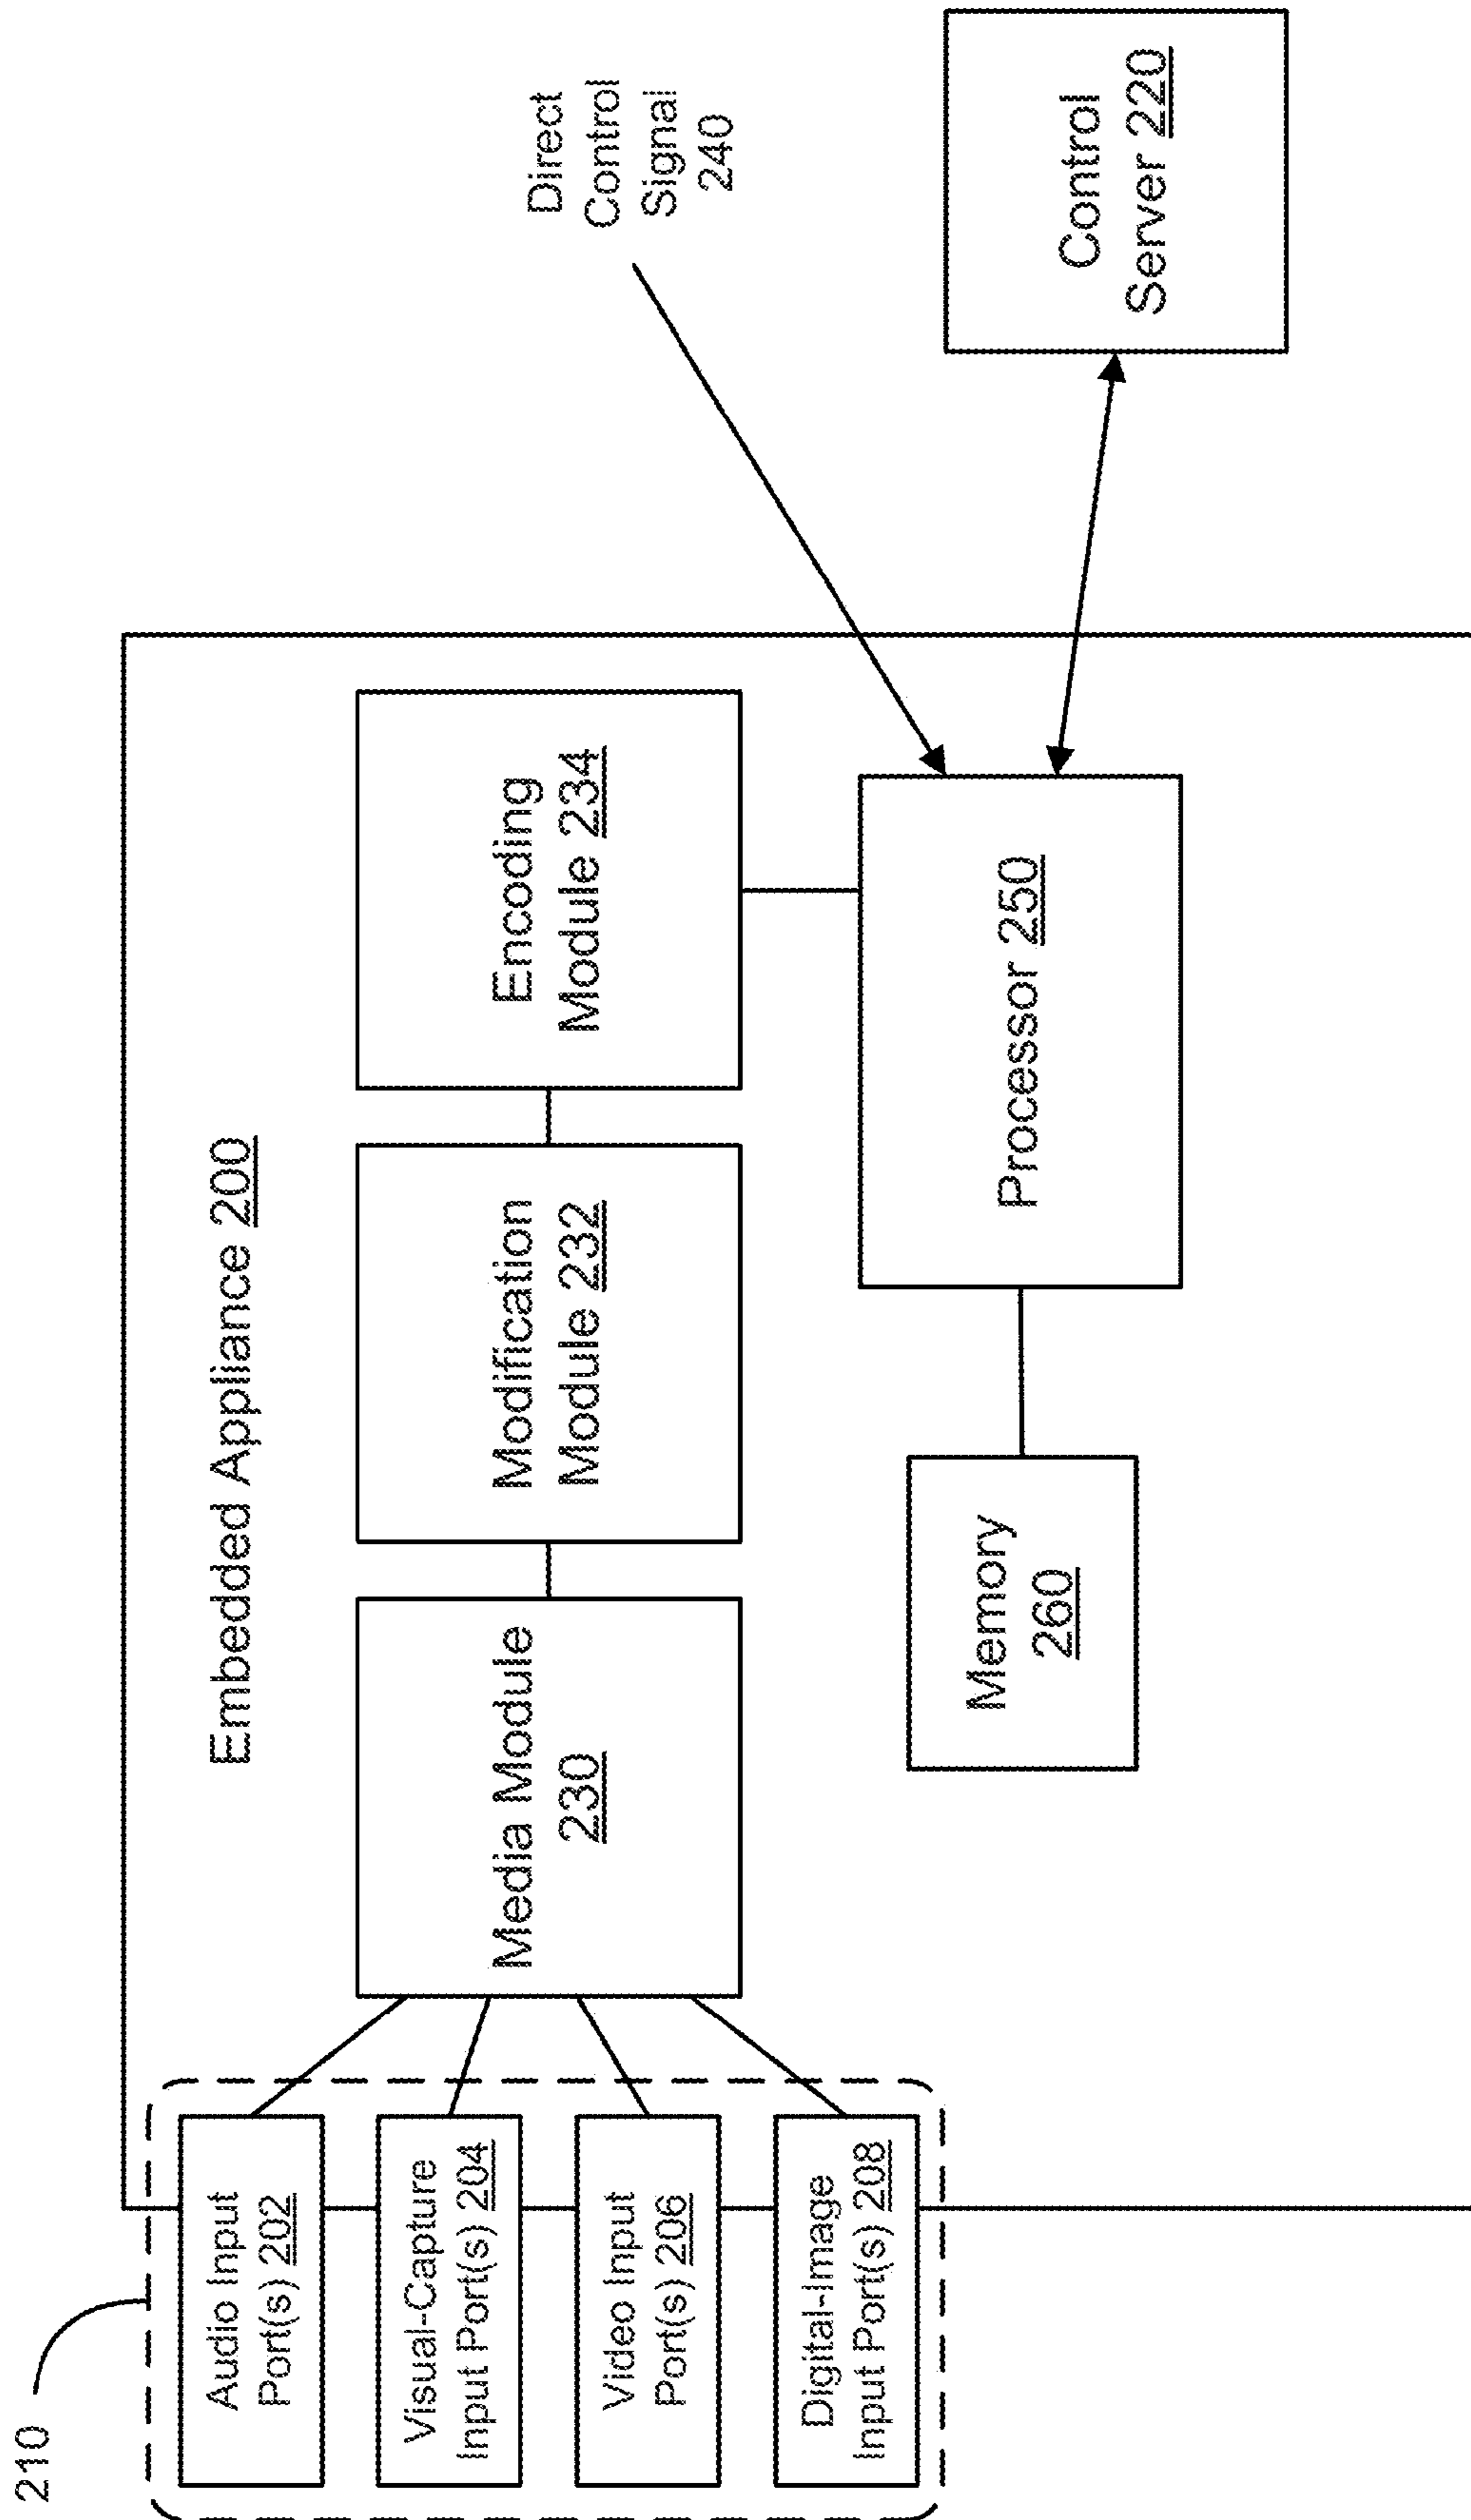 210
Embedded Appliance 200
Audio Input
Port(s) 202
Visual-Capture
Input Port(s) 204
Video Input
Port(s) 206
Digital-Image
Input Port(s) 208
Media Module
230
Modification
Module 232
Encoding
Module 234
Memory
260
Processor 250
Direct
Control
Signal
240
Control
Server 220